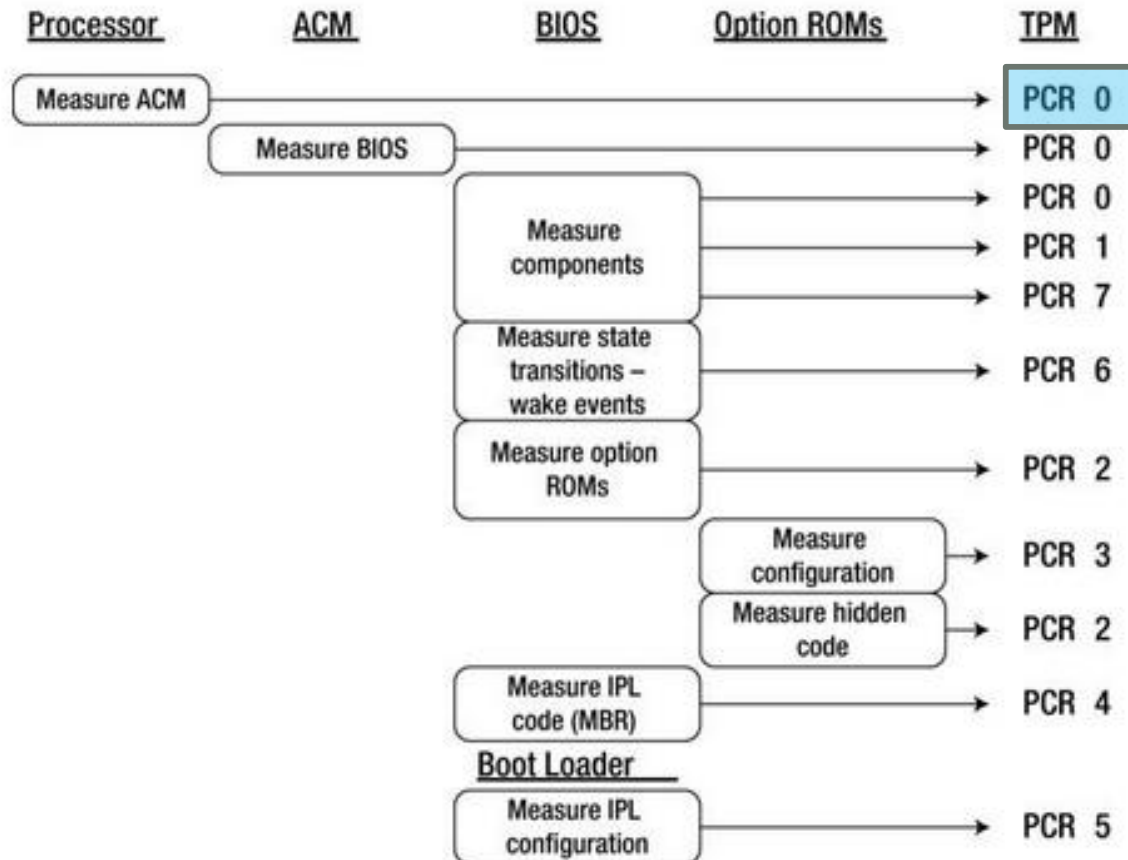 Processor ACM BIOS Option ROMs TPM
Measure ACM PCR 0
Measure BIOS PCR 0
PCR 0
Measure
components
PCR 1
PCR 7
Measure state
transitions –
wake events
PCR 6
Measure option
ROMs
PCR 2
Measure
configuration
PCR 3
Measure hidden
code
PCR 2
Measure IPL
code (MBR)
PCR 4
Boot Loader
Measure IPL
configuration
PCR 5